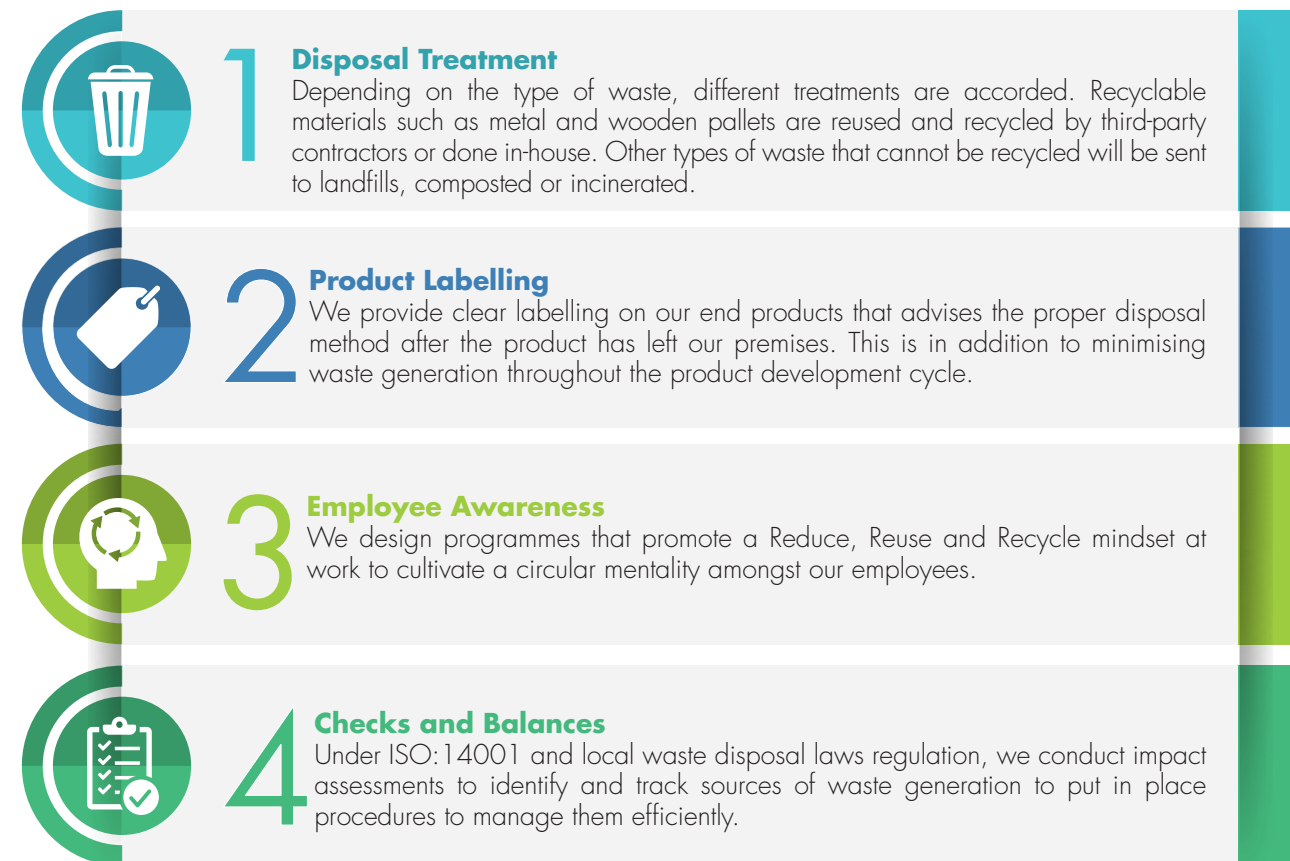 1
Disposal Treatment
Depending on the type of waste, different treatments are accorded. Recyclable
materials such as metal and wooden pallets are reused and recycled by third-party
contractors or done in-house. Other types of waste that cannot be recycled will be sent
to landfills, composted or incinerated.
2
Product Labelling
We provide clear labelling on our end products that advises the proper disposal
method after the product has left our premises. This is in addition to minimising
waste generation throughout the product development cycle.
3
Employee Awareness
We design programmes that promote a Reduce, Reuse and Recycle mindset at
work to cultivate a circular mentality amongst our employees.
4
Checks and Balances
Under ISO:14001 and local waste disposal laws regulation, we conduct impact
assessments to identify and track sources of waste generation to put in place
procedures to manage them efficiently.